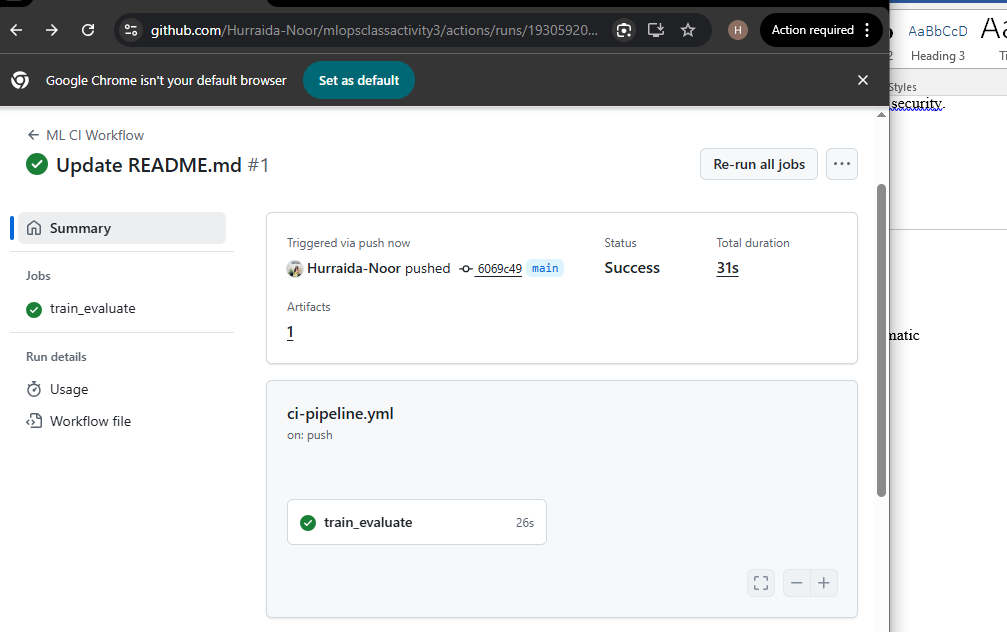 github.com/Hurraida-Noor/mlopsclassactivity3/actions/runs/19305920...
H
Action required
Google Chrome isn't your default browser
Set as default
AaBbCcD
Heading 3
Styles
security.
ML CI Workflow
Update README.md #1
Re-run all jobs
Summary
Jobs
train_evaluate
Run details
Usage
Workflow file
Triggered via push now
Hurraida-Noor pushed 6069c49 main
Status
Success
Total duration
31s
Artifacts
1
matic
ci-pipeline.yml
on: push
train_evaluate 26s